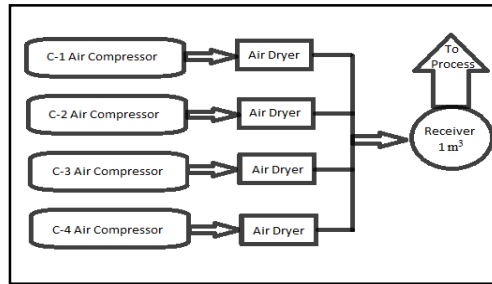 C-1 Air Compressor
Air Dryer
To
Process
C-2 Air Compressor
Air Dryer
Receiver
1 m³
C-3 Air Compressor
Air Dryer
C-4 Air Compressor
Air Dryer